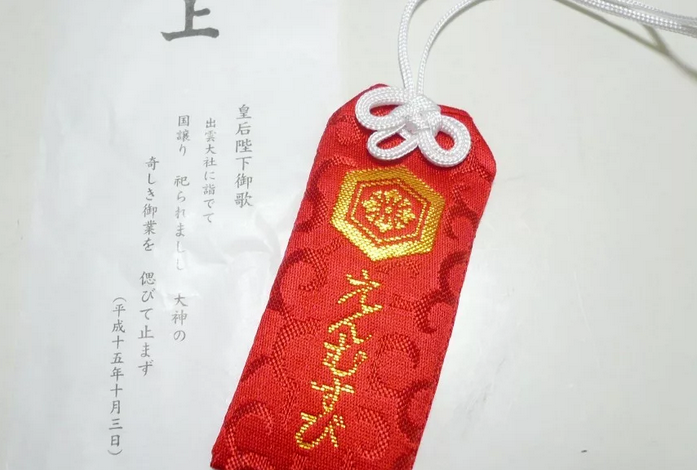 上
皇后陛下御歌
出雲大社に詣でて
国譲り 祀られましし 大神の
奇しき御業を 偲びて止まず
(平成十五年十月三日)
えんむすび